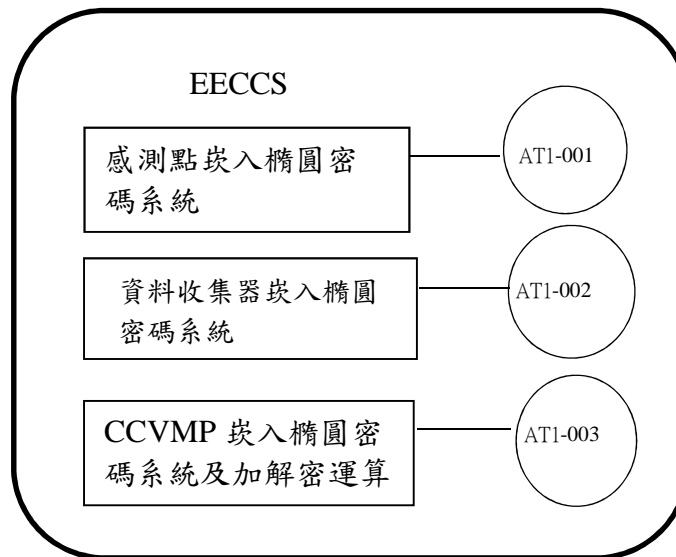 EECCS
感測點崁入橢圓密
碼系統
AT1-001
資料收集器崁入橢圓
密碼系統
AT1-002
CCVMP 崁入橢圓密
碼系統及加解密運算
AT1-003